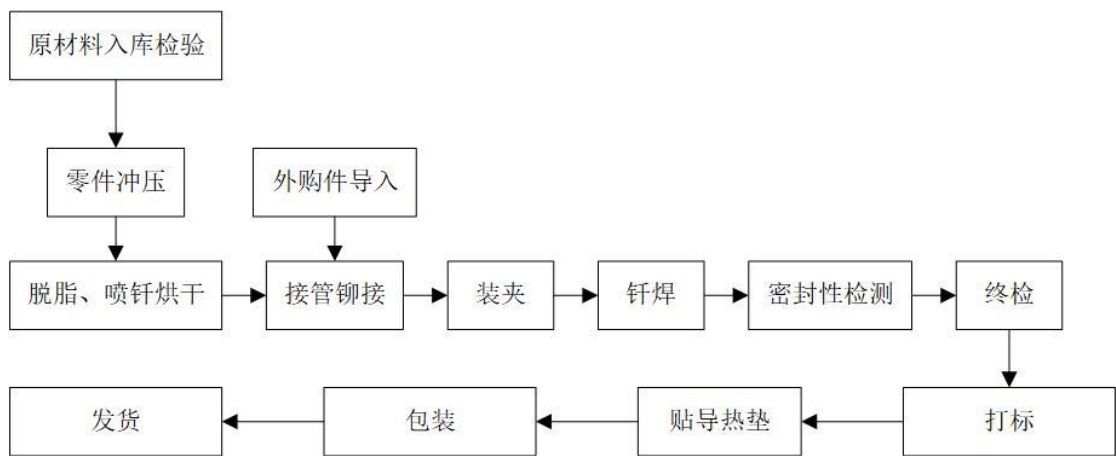 原材料入库检验
零件冲压
外购件导入
脱脂、喷钎烘干
接管铆接
装夹
钎焊
密封性检测
终检
发货
包装
贴导热垫
打标